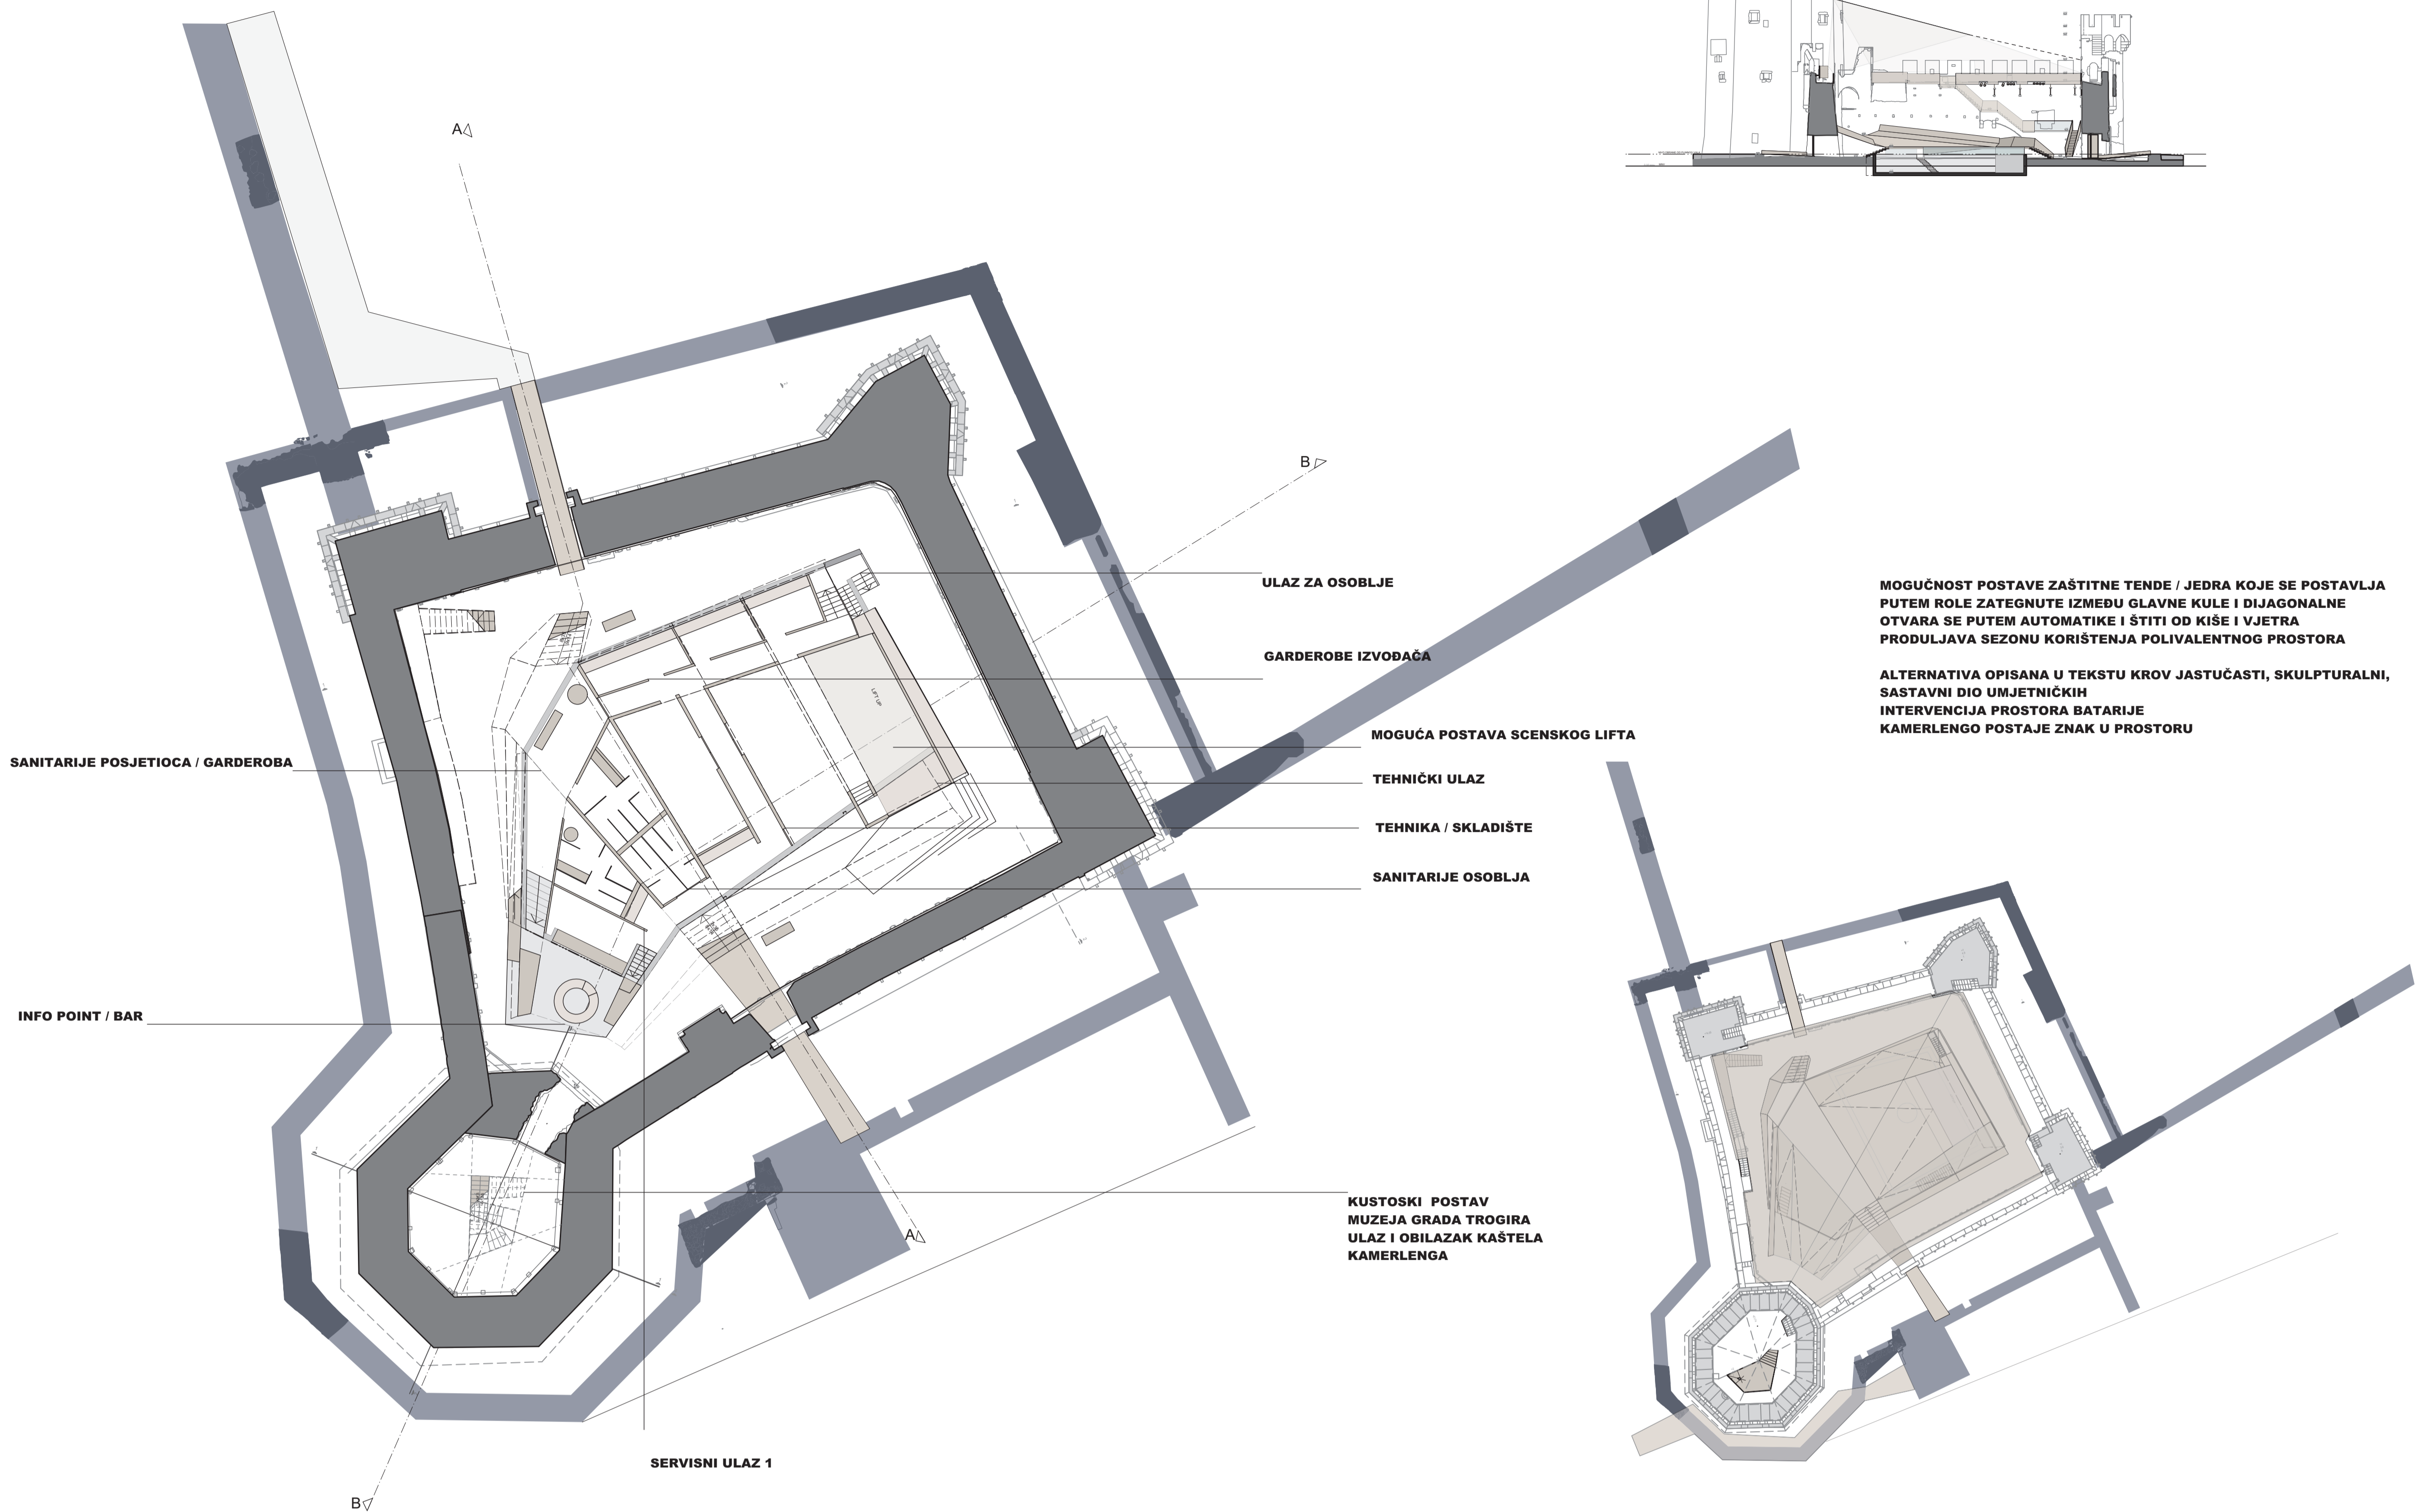 A
B
ULAZ ZA OSOBLJE
GARDEROBE IZVOĐAČA
LIFT UP
MOGUĆA POSTAVA SCENSKOG LIFTA
TEHNIČKI ULAZ
TEHNIKA / SKLADIŠTE
SANITARIJE OSOBLJA
SANITARIJE POSJETIOCA / GARDEROBA
INFO POINT / BAR
KUSTOSKI POSTAV
MUZEJA GRADA TROGIRA
ULAZ I OBILAZAK KAŠTELA
KAMERLENGA
A
SERVISNI ULAZ 1
B
MOGUČNOST POSTAVE ZAŠTITNE TENDE / JEDRA KOJE SE POSTAVLJA
PUTEM ROLE ZATEGNUTE IZMEĐU GLAVNE KULE I DIJAGONALNE
OTVARA SE PUTEM AUTOMATIKE I ŠTITI OD KIŠE I VJETRA
PRODULJAVA SEZONU KORIŠTENJA POLIVALENTNOG PROSTORA
ALTERNATIVA OPISANA U TEKSTU KROV JASTUČASTI, SKULPTURALNI,
SASTAVNI DIO UMJETNIČKIH
INTERVENCIJA PROSTORA BATARIJE
KAMERLENGO POSTAJE ZNAK U PROSTORU